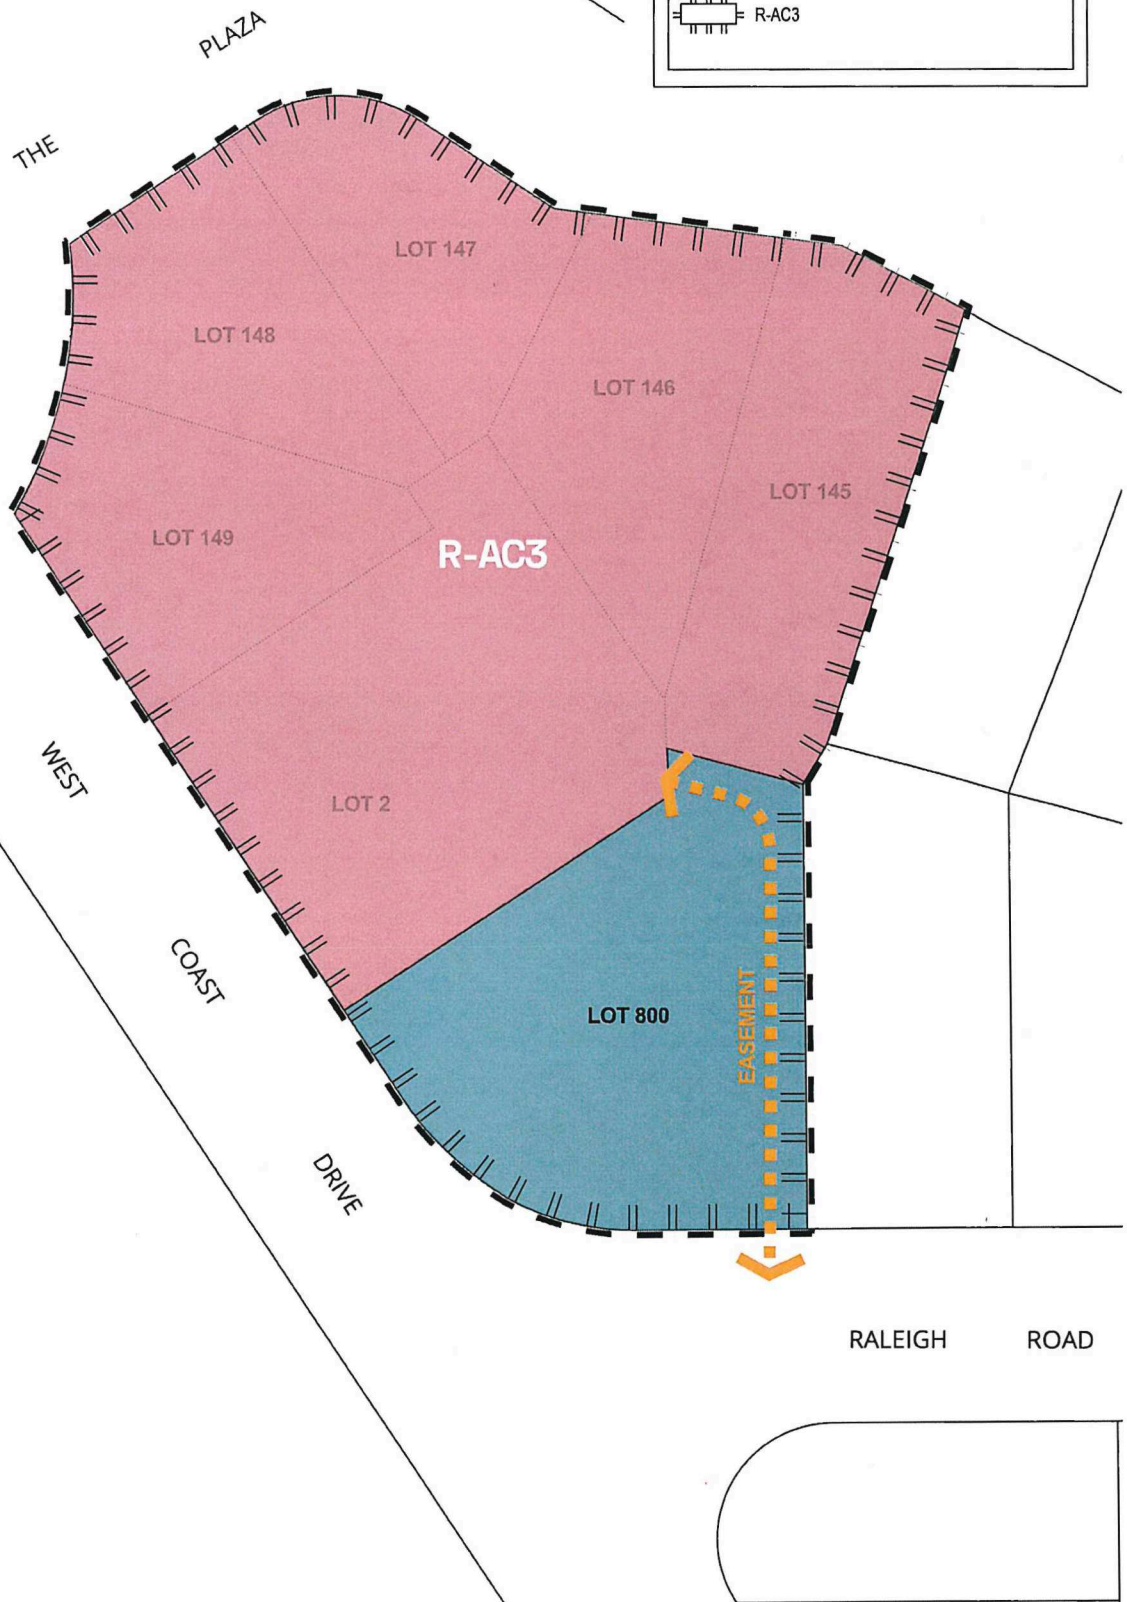 R-AC3
PLAZA
THE
LOT 147
LOT 148
LOT 146
LOT 145
LOT 149
R-AC3
WEST
LOT 2
COAST
LOT 800
EASEMENT
DRIVE
RALEIGH ROAD